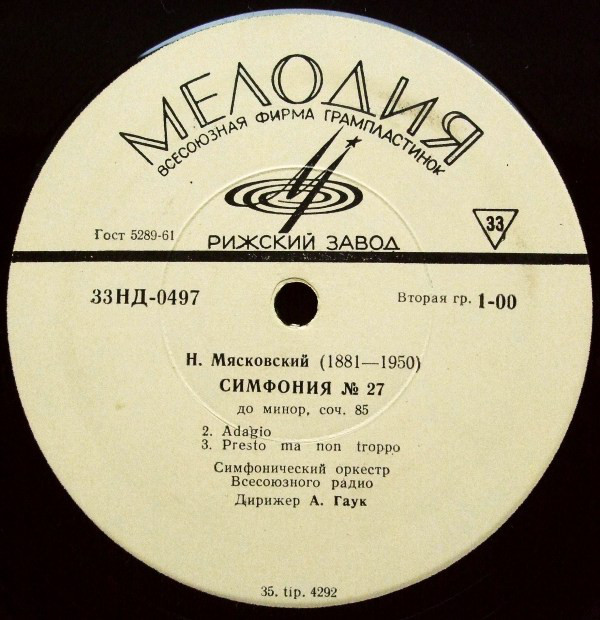 МЕЛОДИЯ
ВСЕСОЮЗНАЯ ФИРМА ГРАМПЛАСТИНОК
Гост 5289-61
33
РИЖСКИЙ ЗАВОД
33НД-0497
Вторая гр. 1-00
Н. Мясковский (1881—1950)
СИМФОНИЯ № 27
до минор, соч. 85
2. Adagio
3. Presto ma non troppo
Симфонический оркестр
Всесоюзного радио
Дирижер А. Гаук
35. tip. 4292